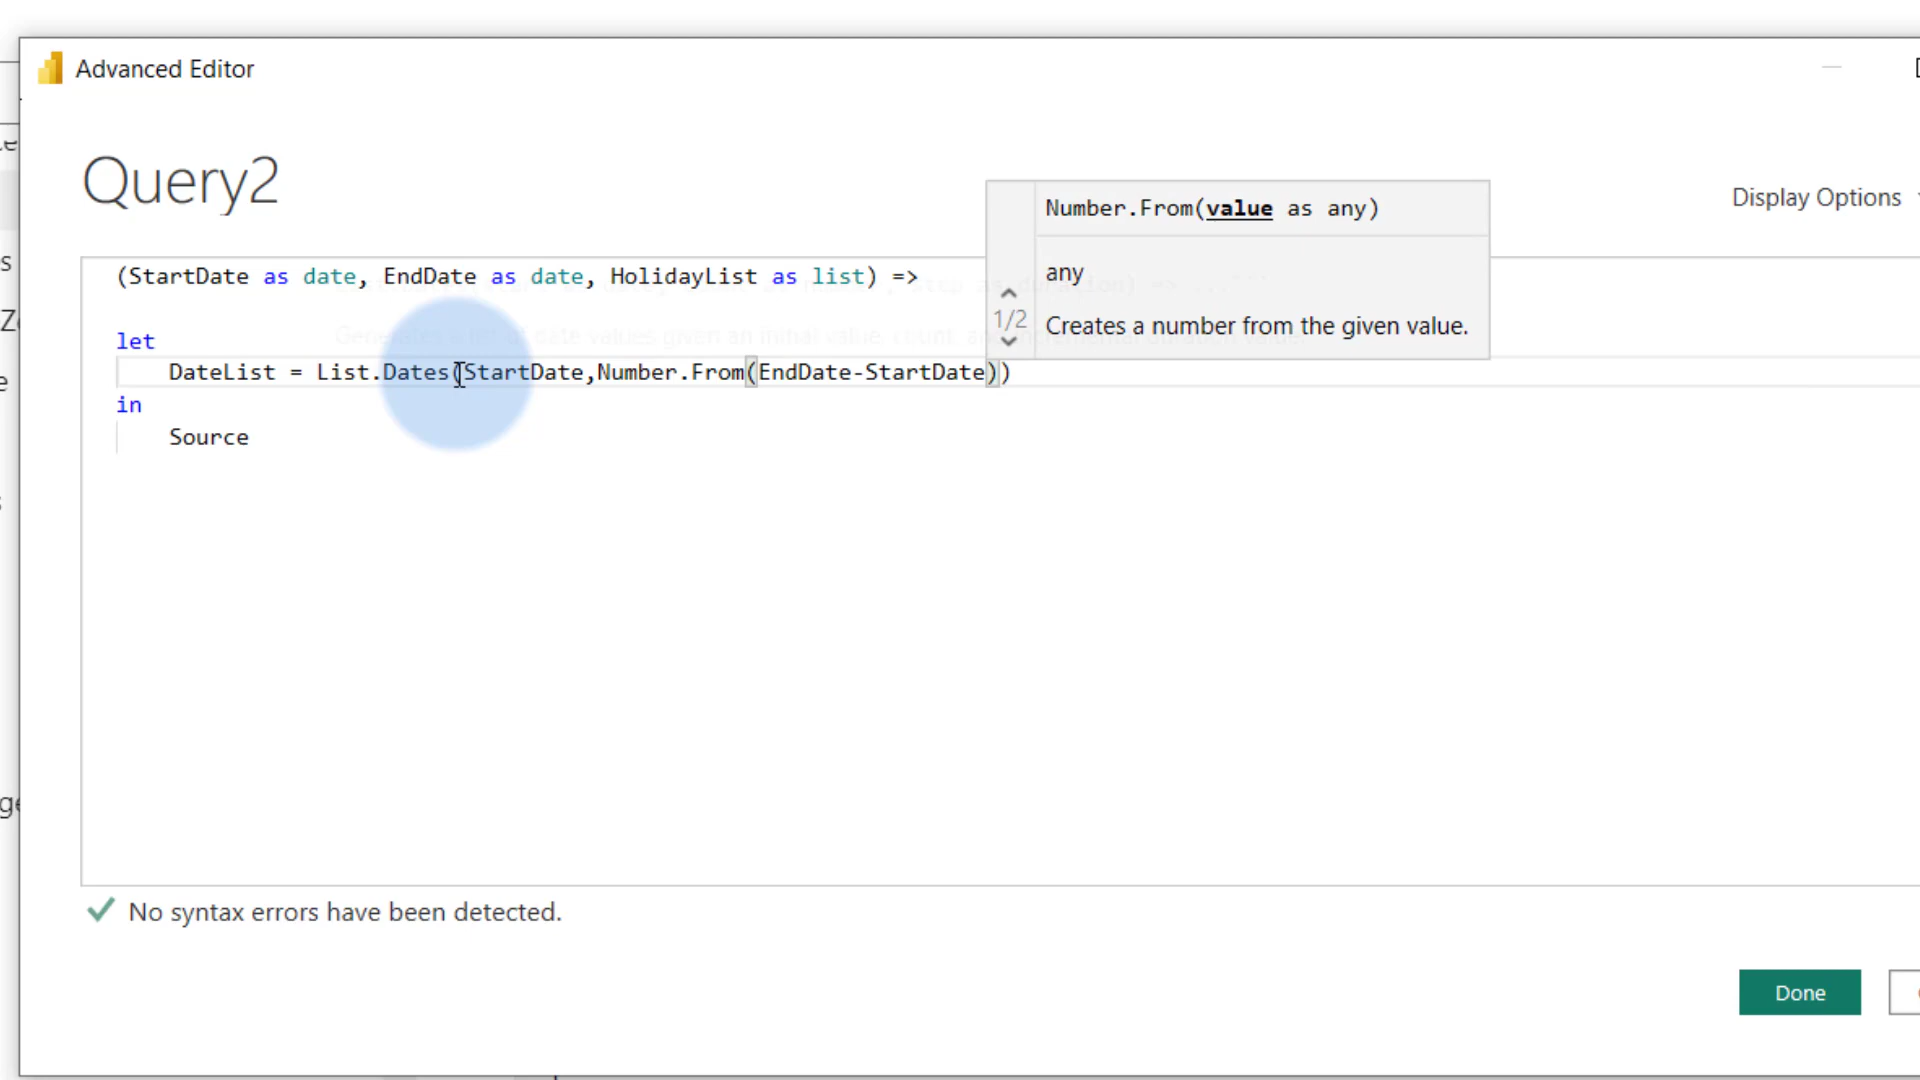 Advanced Editor
Query2
Display Options
Number.From(value as any)
any
1/2
Creates a number from the given value.
(StartDate as date, EndDate as date, HolidayList as list) =>
let
DateList = List.Dates(StartDate,Number.From(EndDate-StartDate))
in
Source
No syntax errors have been detected.
Done